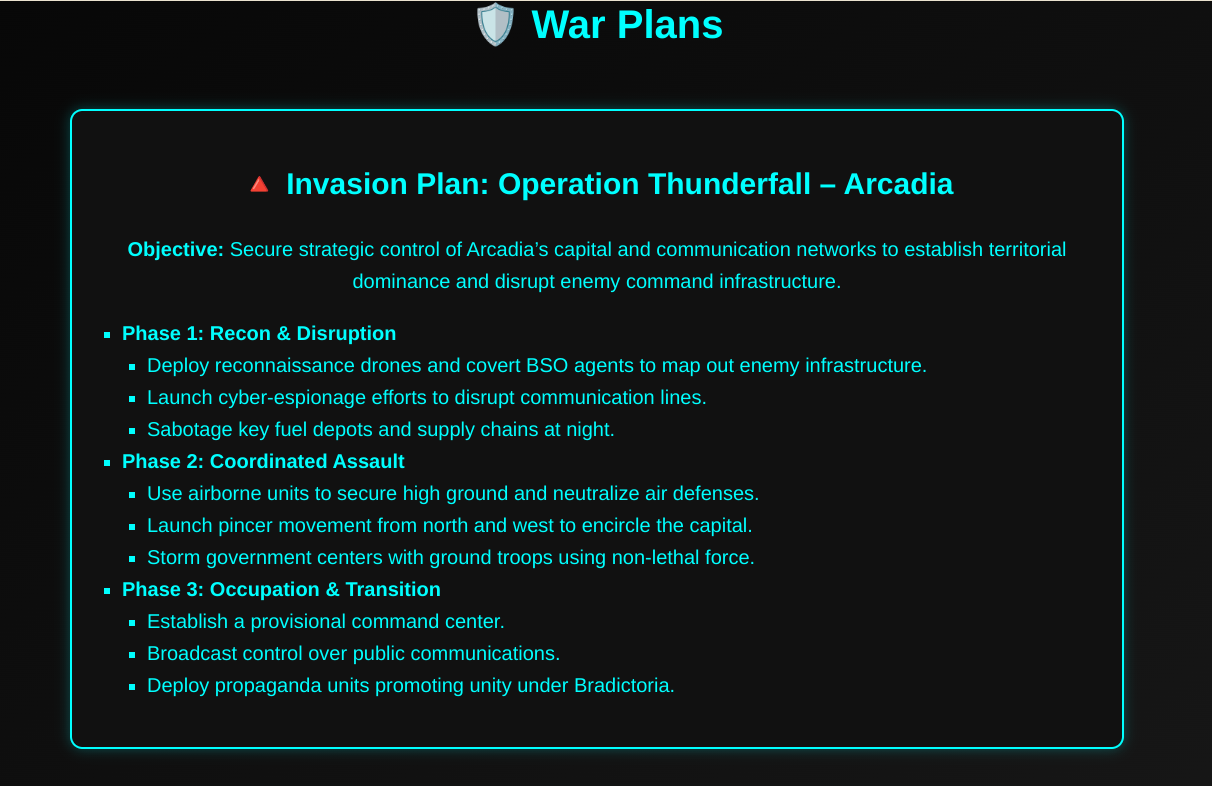 🛡️ War Plans
🔺 Invasion Plan: Operation Thunderfall – Arcadia
Objective: Secure strategic control of Arcadia’s capital and communication networks to establish territorial
dominance and disrupt enemy command infrastructure.
Phase 1: Recon & Disruption
Deploy reconnaissance drones and covert BSO agents to map out enemy infrastructure.
Launch cyber-espionage efforts to disrupt communication lines.
Sabotage key fuel depots and supply chains at night.
Phase 2: Coordinated Assault
Use airborne units to secure high ground and neutralize air defenses.
Launch pincer movement from north and west to encircle the capital.
Storm government centers with ground troops using non-lethal force.
Phase 3: Occupation & Transition
Establish a provisional command center.
Broadcast control over public communications.
Deploy propaganda units promoting unity under Bradictoria.